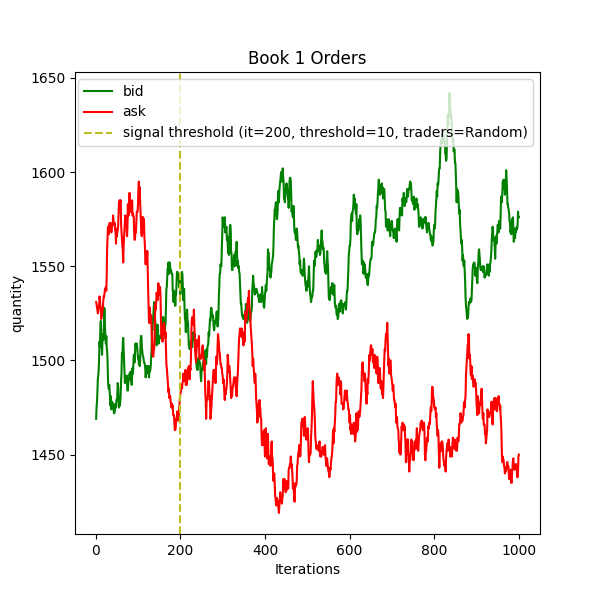 Book 1 Orders
1650
1600
1550
1500
1450
quantity
bid
ask
signal threshold (it=200, threshold=10, traders=Random)
0 200 400 600 800 1000
Iterations